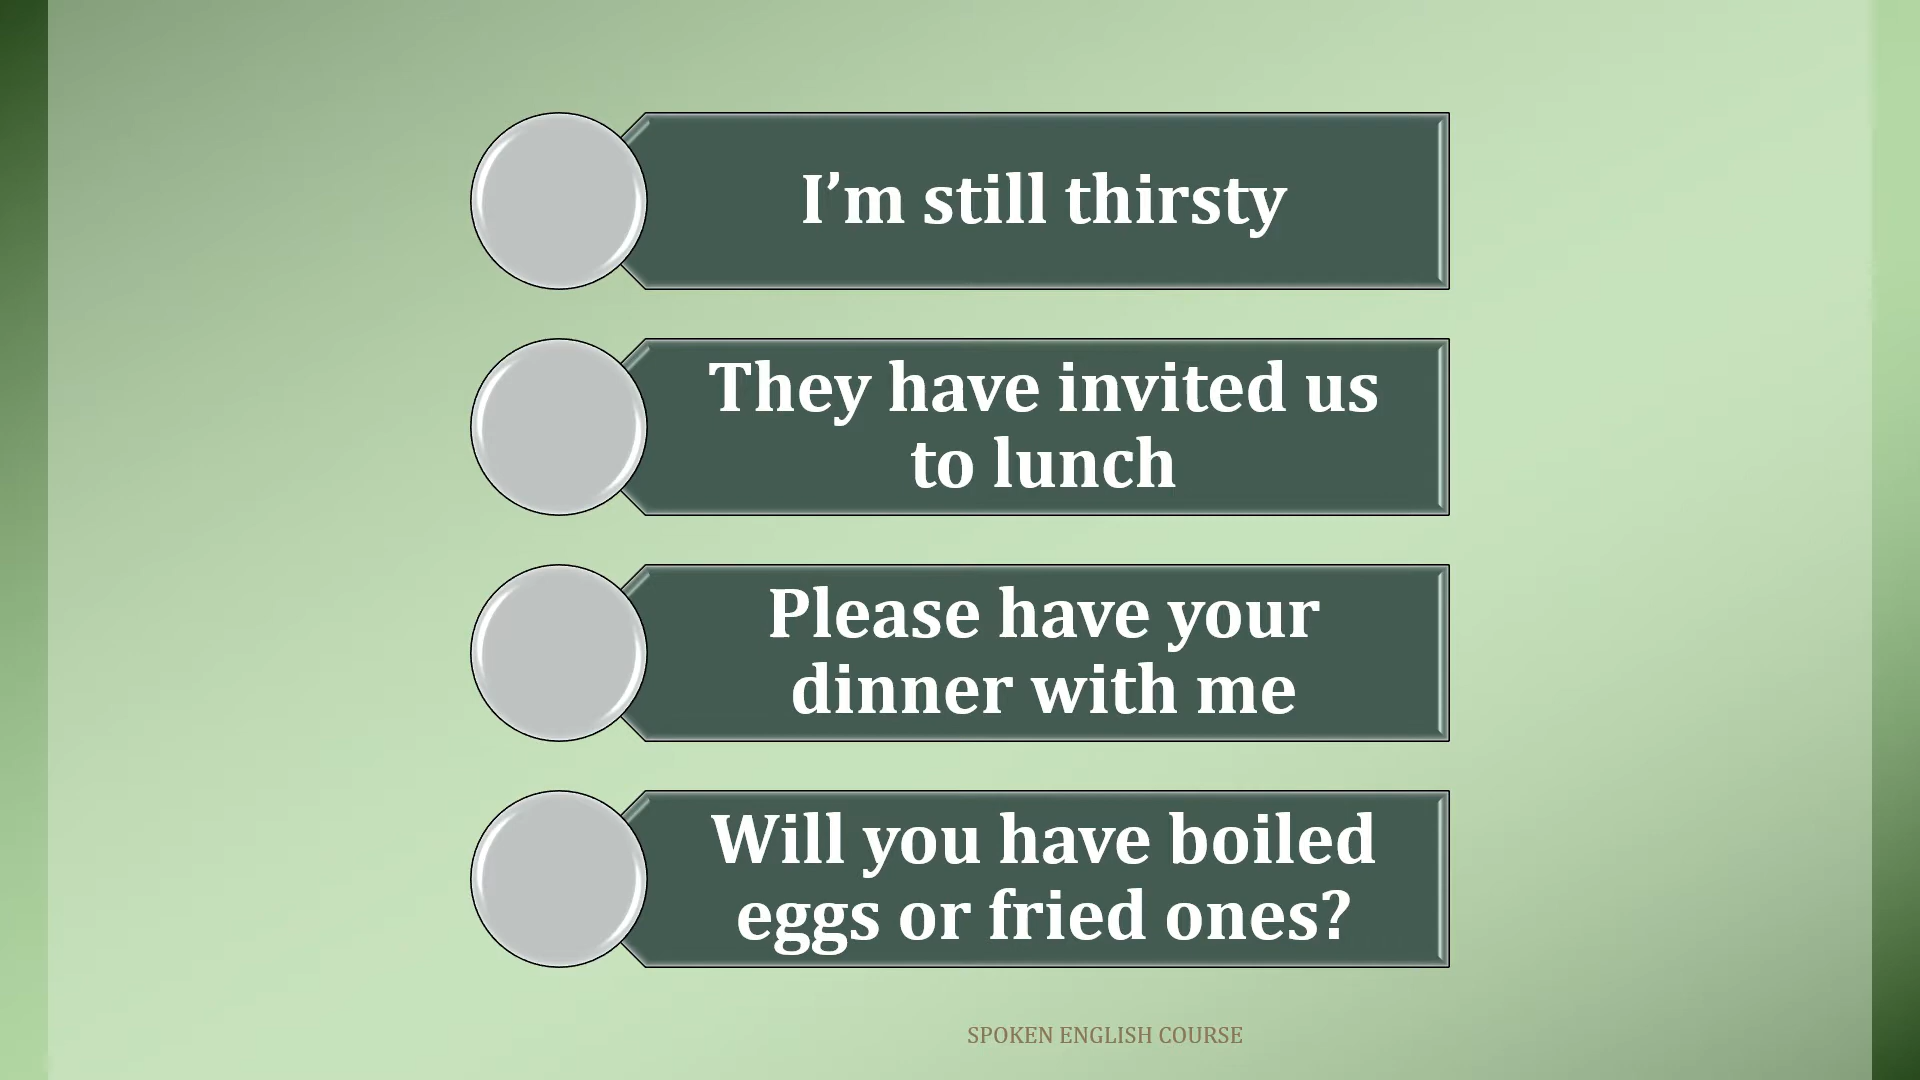 I’m still thirsty
They have invited us
to lunch
Please have your
dinner with me
Will you have boiled
eggs or fried ones?
SPOKEN ENGLISH COURSE